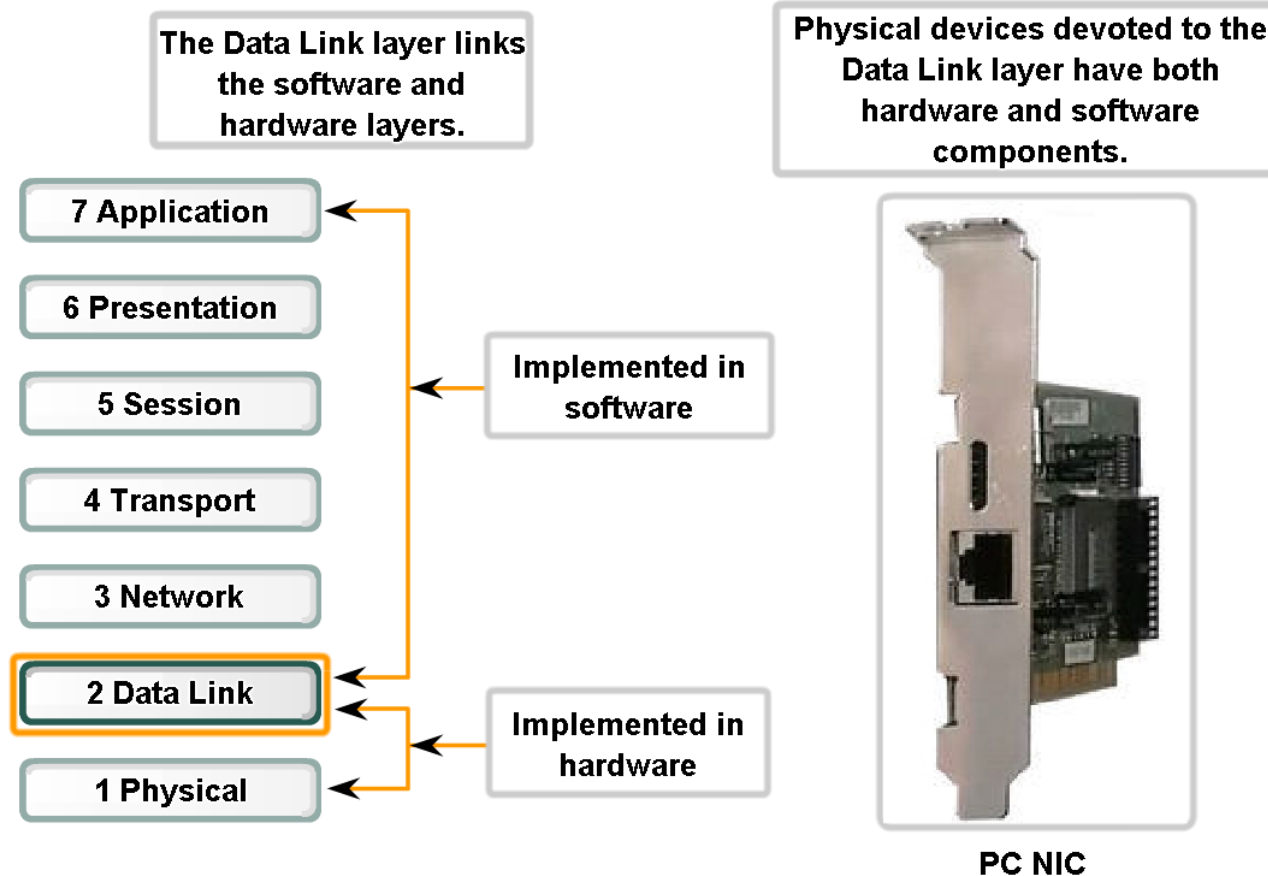 The Data Link layer links
the software and
hardware layers.
Physical devices devoted to the
Data Link layer have both
hardware and software
components.
7 Application
6 Presentation
5 Session
4 Transport
3 Network
2 Data Link
1 Physical
Implemented in
software
Implemented in
hardware
PC NIC